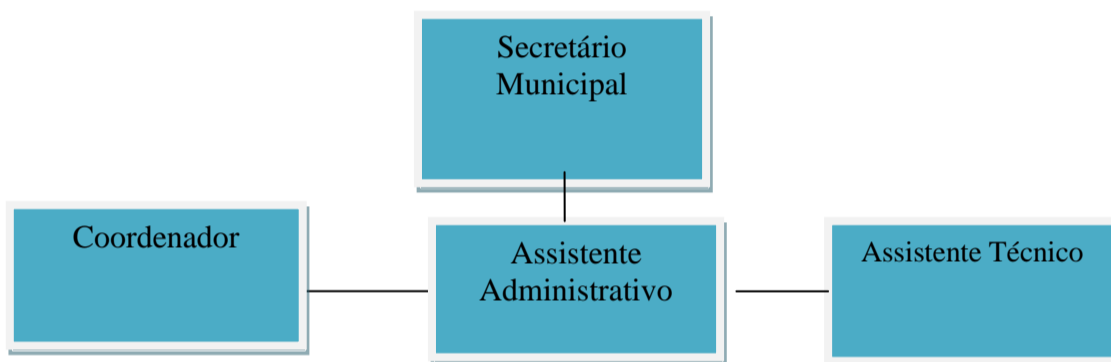 Secretário
Municipal
Coordenador
Assistente
Administrativo
Assistente Técnico